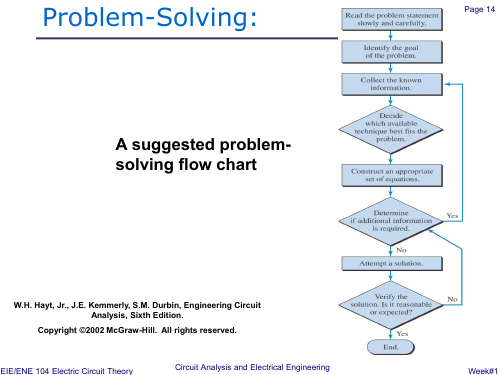 Problem-Solving:
Page 14
Read the problem statement
slowly and carefully.
Identify the goal
of the problem.
Collect the known
information.
Decide
which available
technique best fits the
problem.
A suggested problem-
solving flow chart
Construct an appropriate
set of equations.
Determine
if additional information
is required.
Yes
No
Attempt a solution.
Verify the
solution. Is it reasonable
or expected?
No
Yes
End.
W.H. Hayt, Jr., J.E. Kemmerly, S.M. Durbin, Engineering Circuit
Analysis, Sixth Edition.
Copyright ©2002 McGraw-Hill. All rights reserved.
EIE/ENE 104 Electric Circuit Theory
Circuit Analysis and Electrical Engineering
Week#1